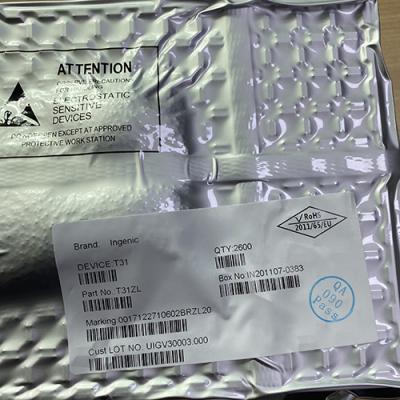 ATTENTION
OBSERVE PRECAUTIONS
FOR HANDLING
ELECTROSTATIC
SENSITIVE
DEVICES
DO NOT OPEN EXCEPT AT APPROVED
PROTECTIVE WORK STATION
Brand: Ingenic
DEVICE:T31
Part No.:T31ZL
Marking 0017122710602BRZL20
Cust LOT NO. UIGV30003.000
QTY:2600
Box No IN201107-0383
RoHS
2011/65/EU
QA
090
Pass